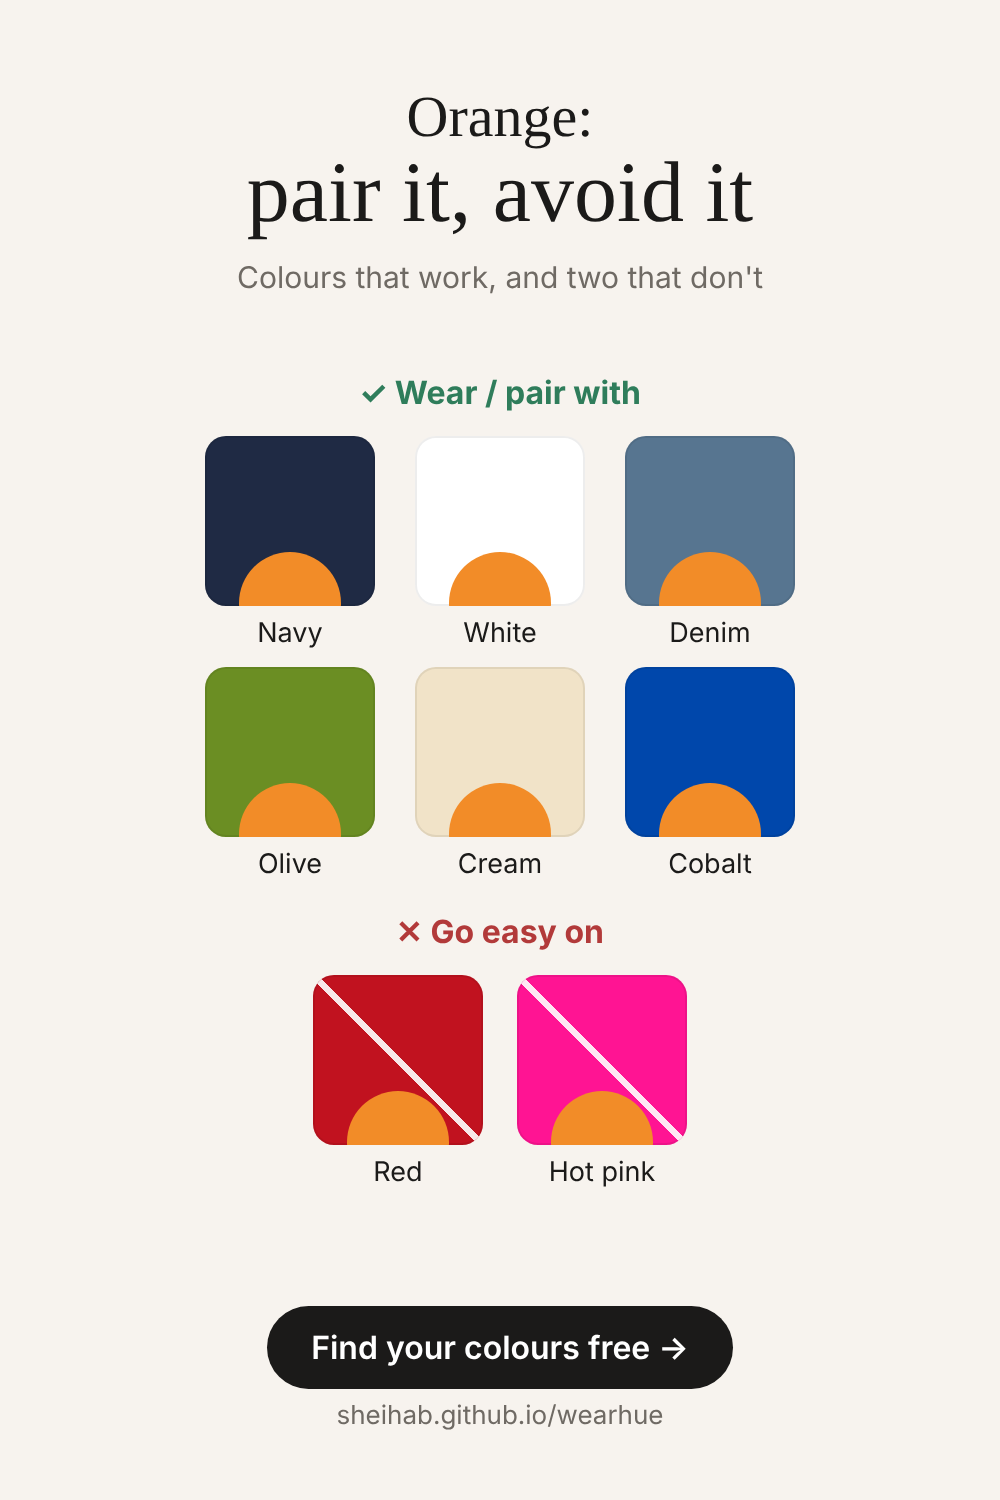 Orange:
pair it, avoid it
Colours that work, and two that don't
✓ Wear / pair with
Navy White Denim
Olive Cream Cobalt
✕ Go easy on
Red Hot pink
Find your colours free →
sheihab.github.io/wearhue